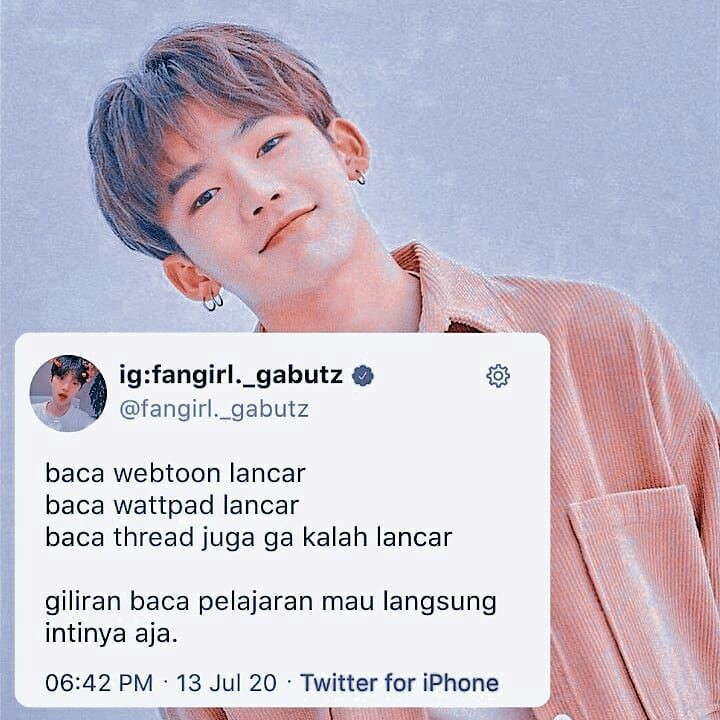 ig:fangirl._gabutz
@fangirl._gabutz
baca webtoon lancar
baca wattpad lancar
baca thread juga ga kalah lancar
giliran baca pelajaran mau langsung
intinya aja.
06:42 PM · 13 Jul 20 · Twitter for iPhone